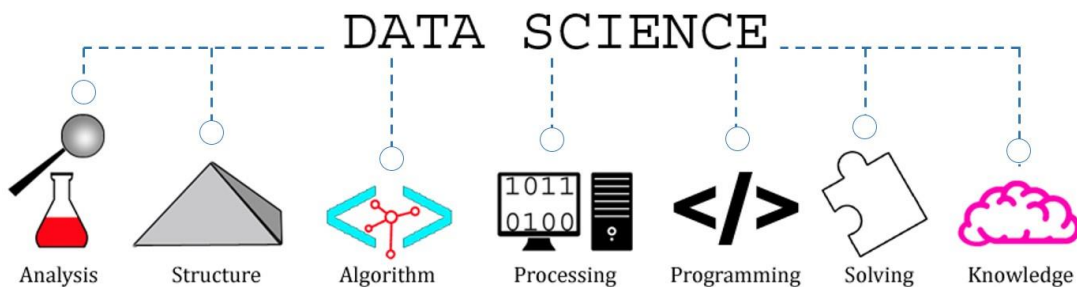 DATA SCIENCE
1011
0100
</>
Analysis
Structure
Algorithm
Processing
Programming
Solving
Knowledge